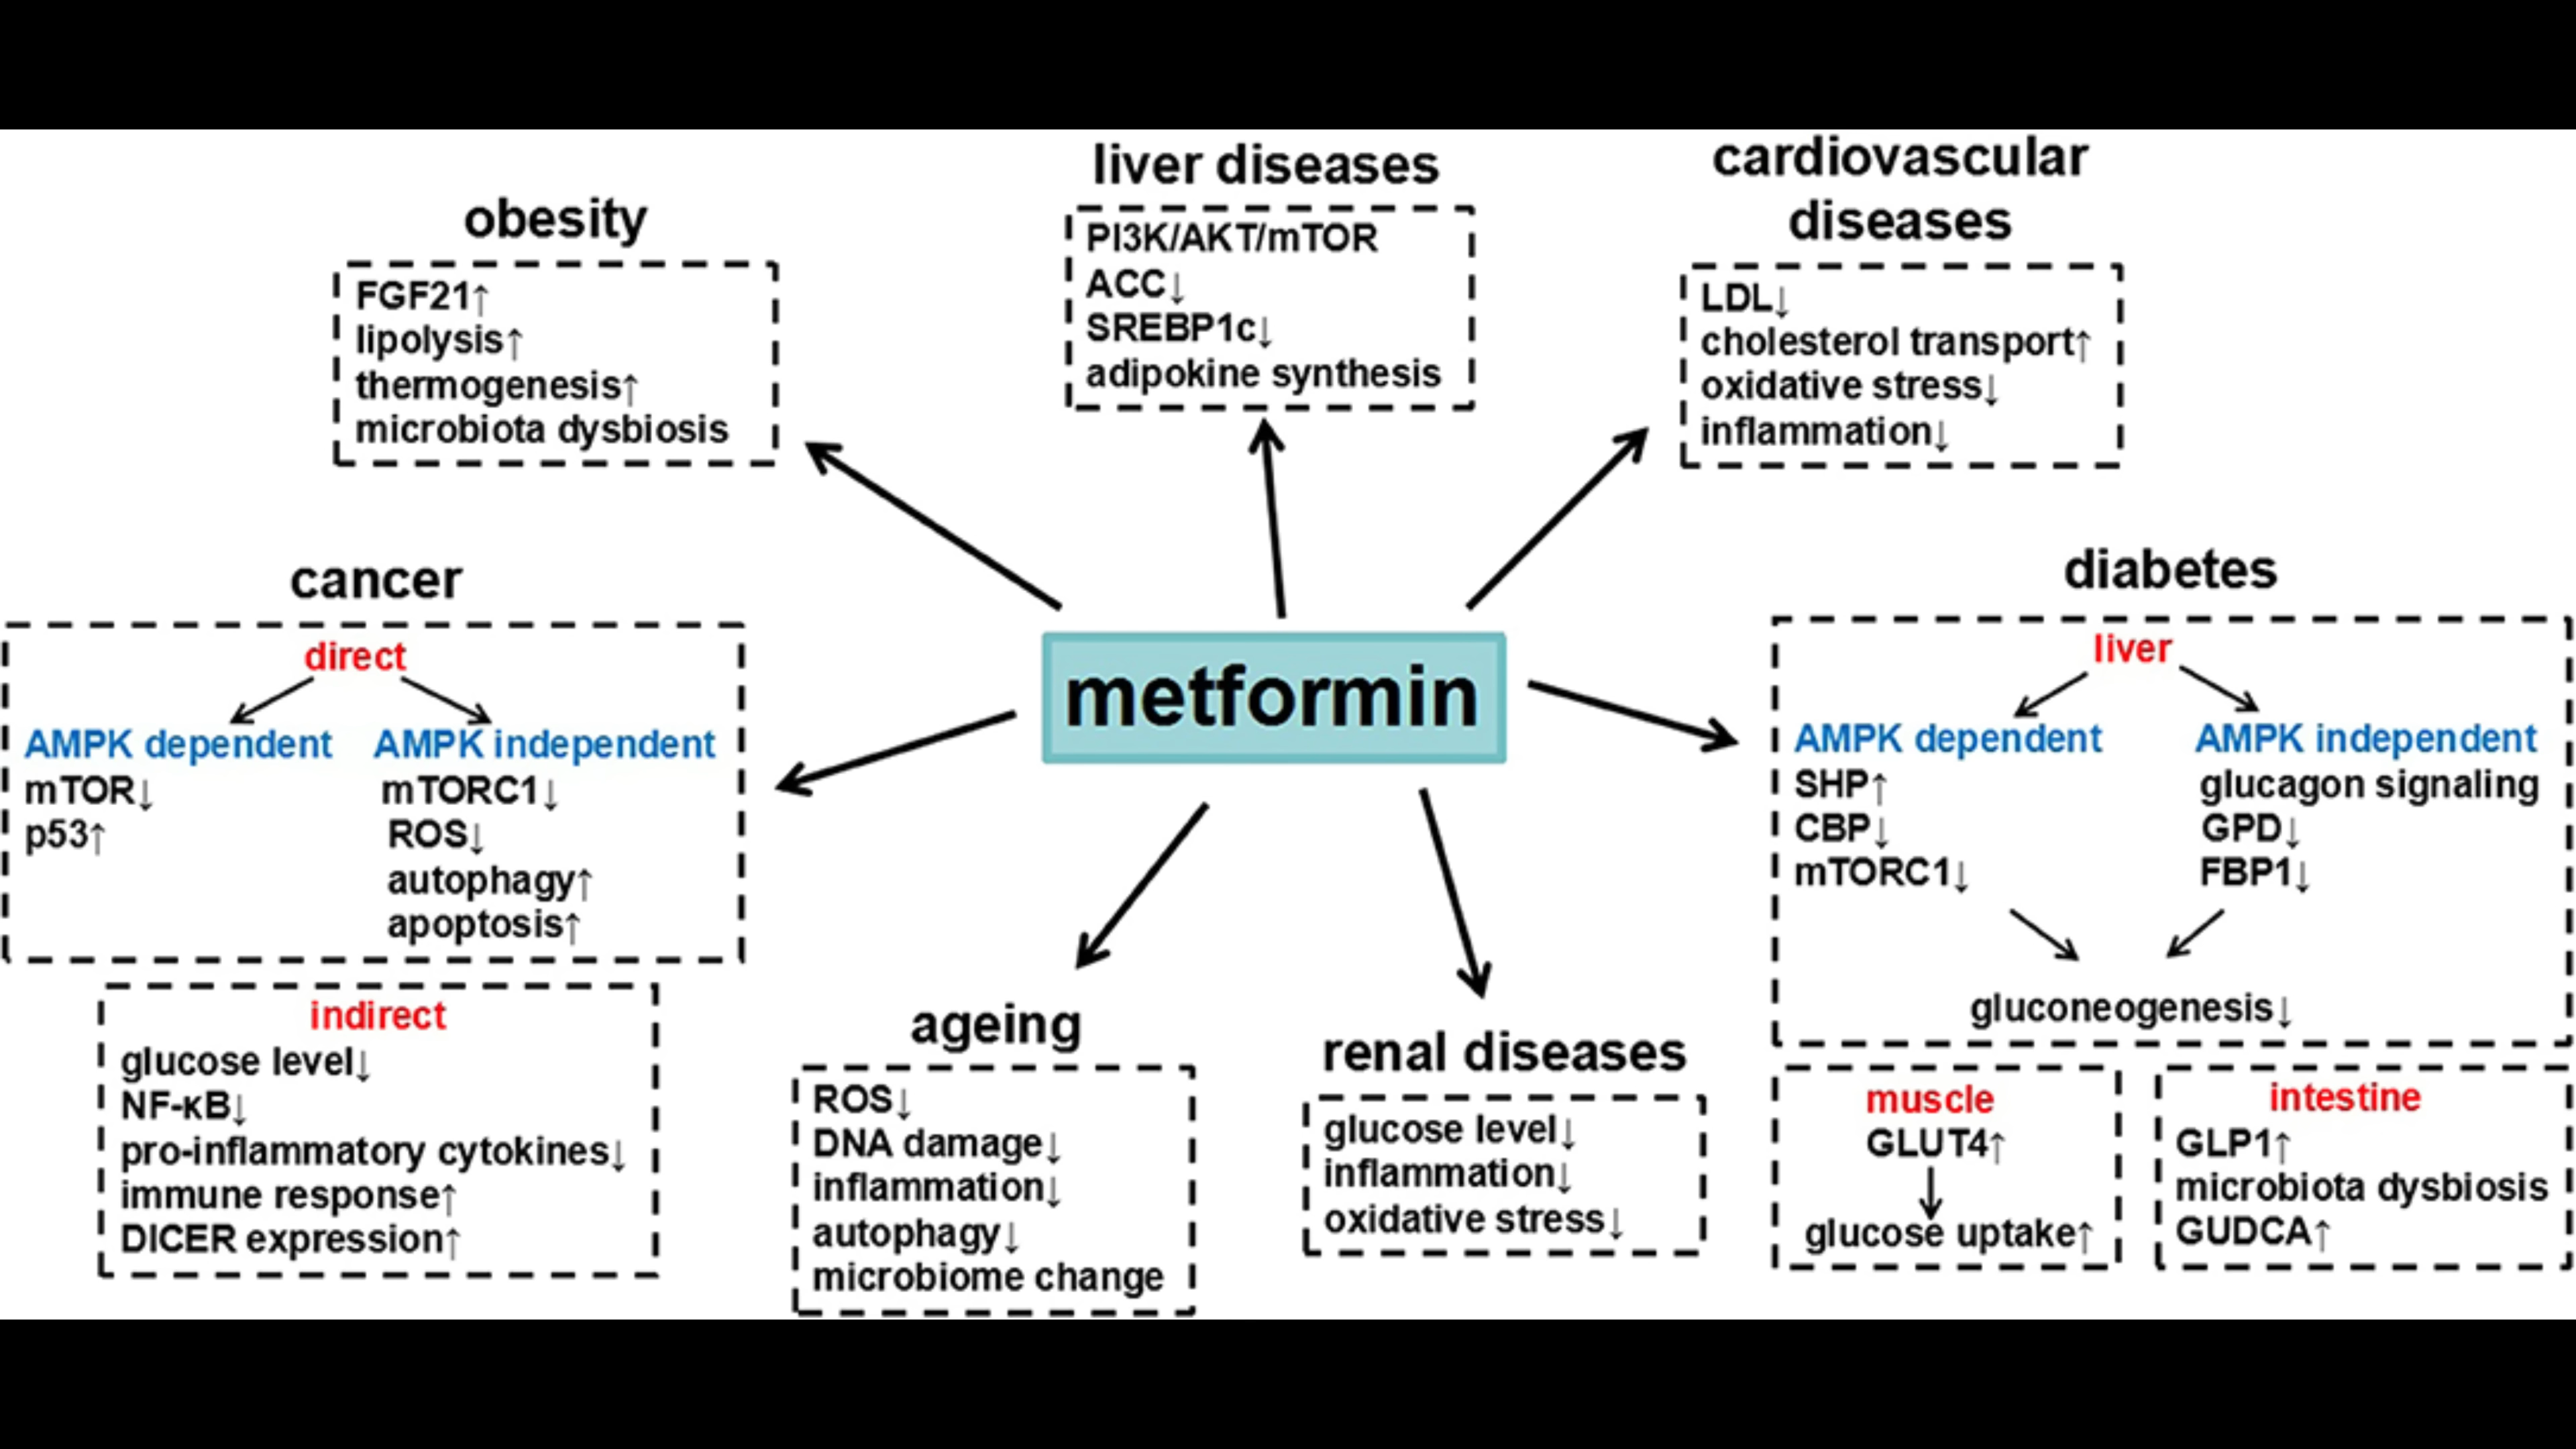 obesity
FGF21↑
lipolysis↑
thermogenesis↑
microbiota dysbiosis
liver diseases
PI3K/AKT/mTOR
ACC↓
SREBP1c↓
adipokine synthesis
cardiovascular
diseases
LDL↓
cholesterol transport↑
oxidative stress↓
inflammation↓
metformin
cancer
direct
AMPK dependent
mTOR↓
p53↑
AMPK independent
mTORC1↓
ROS↓
autophagy↑
apoptosis↑
indirect
glucose level↓
NF-κB↓
pro-inflammatory cytokines↓
immune response↑
DICER expression↑
ageing
ROS↓
DNA damage↓
inflammation↓
autophagy↓
microbiome change
renal diseases
glucose level↓
inflammation↓
oxidative stress↓
diabetes
liver
AMPK dependent
SHP↑
CBP↓
mTORC1↓
AMPK independent
glucagon signaling
GPD↓
FBP1↓
gluconeogenesis↓
muscle
GLUT4↑
glucose uptake↑
intestine
GLP1↑
microbiota dysbiosis
GUDCA↑